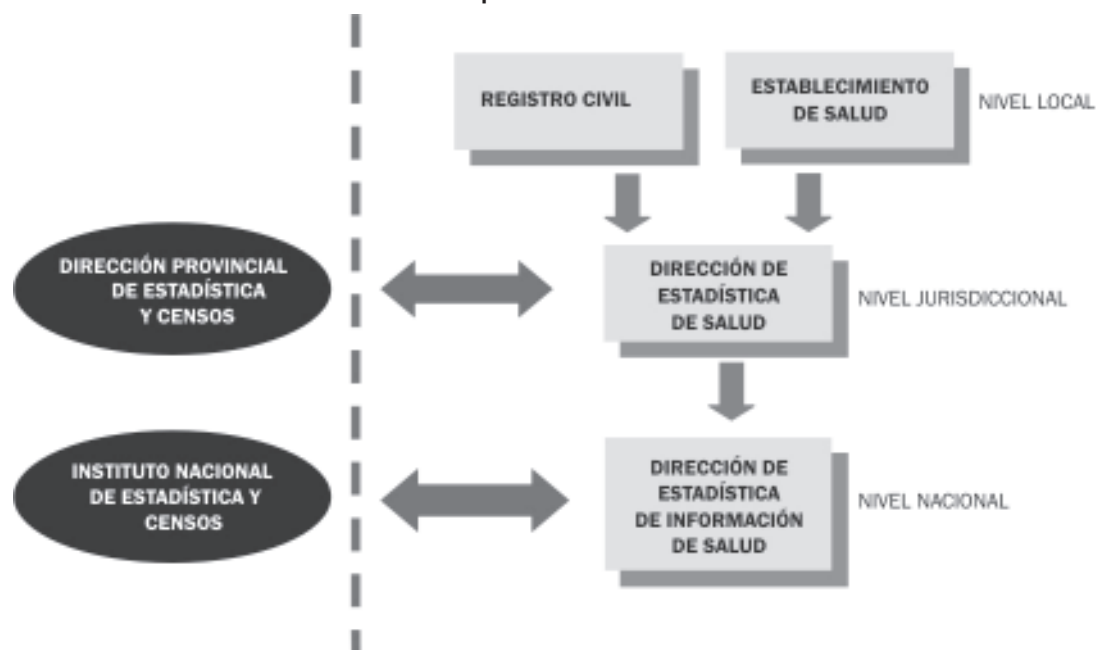 REGISTRO CIVIL
ESTABLECIMIENTO
DE SALUD
NIVEL LOCAL
DIRECCIÓN PROVINCIAL
DE ESTADÍSTICA
Y CENSOS
DIRECCIÓN DE
ESTADÍSTICA
DE SALUD
NIVEL JURISDICCIONAL
INSTITUTO NACIONAL
DE ESTADÍSTICA Y
CENSOS
DIRECCIÓN DE
ESTADÍSTICA
DE INFORMACIÓN
DE SALUD
NIVEL NACIONAL